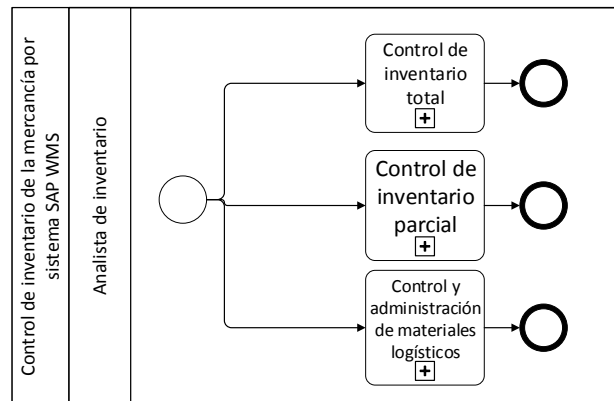 Control de inventario de la mercancía por
sistema SAP WMS
Analista de inventario
Control de
inventario
total
Control de
inventario
parcial
Control y
administración
de materiales
logísticos